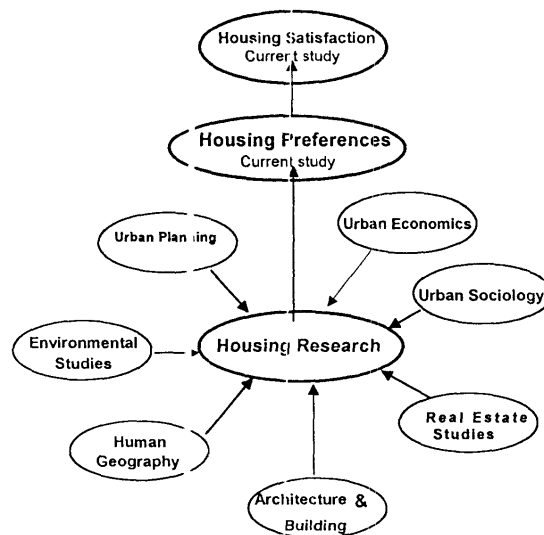 Housing Satisfaction
Current study
Housing Preferences
Current study
Urban Planning
Urban Economics
Urban Sociology
Environmental
Studies
Housing Research
Real Estate
Studies
Human
Geography
Architecture &
Building